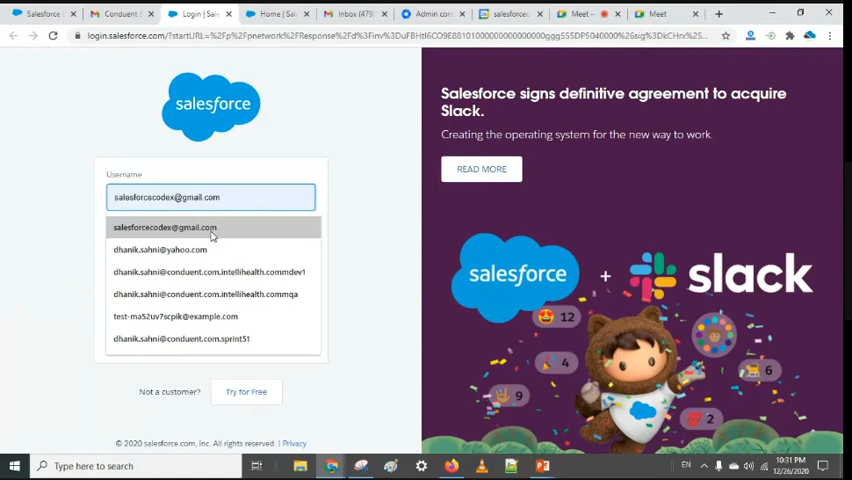 Salesforce
Conduent E
Login | Sale
Home | Sale
Inbox (479)
Admin con
salesforcec
Meet –
Meet
login.salesforce.com/?startURL=%2Fp%2Fpnetwork%2FResponse%2Fd%3Finv%3DuFBHtl6CO9E8810100000000000000ggg555DP5040000%26sig%3DkCHrx%2...
salesforce
Username
salesforcecodex@gmail.com
salesforcecodex@gmail.com
dhanik.sahni@yahoo.com
dhanik.sahni@conduent.com.intellihealth.commdev1
dhanik.sahni@conduent.com.intellihealth.commqa
test-ma52uv7scpik@example.com
dhanik.sahni@conduent.com.sprint51
Not a customer?
Try for Free
© 2020 salesforce.com, inc. All rights reserved. | Privacy
Salesforce signs definitive agreement to acquire
Slack.
Creating the operating system for the new way to work.
READ MORE
salesforce + slack
12
4
6
9
2
Type here to search
EN
10:31 PM
12/26/2020